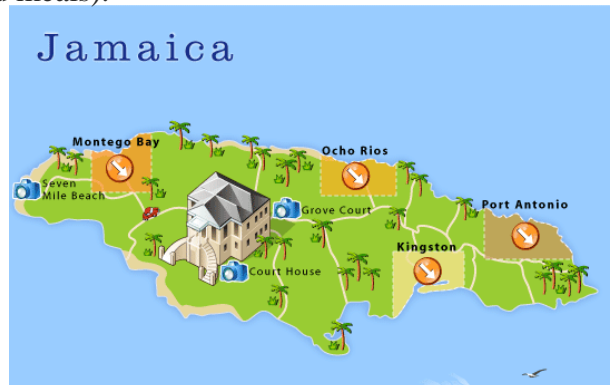 Jamaica
Montego Bay
Ocho Rios
Seven
Mile Beach
Grove Court
Port Antonio
Kingston
Court House